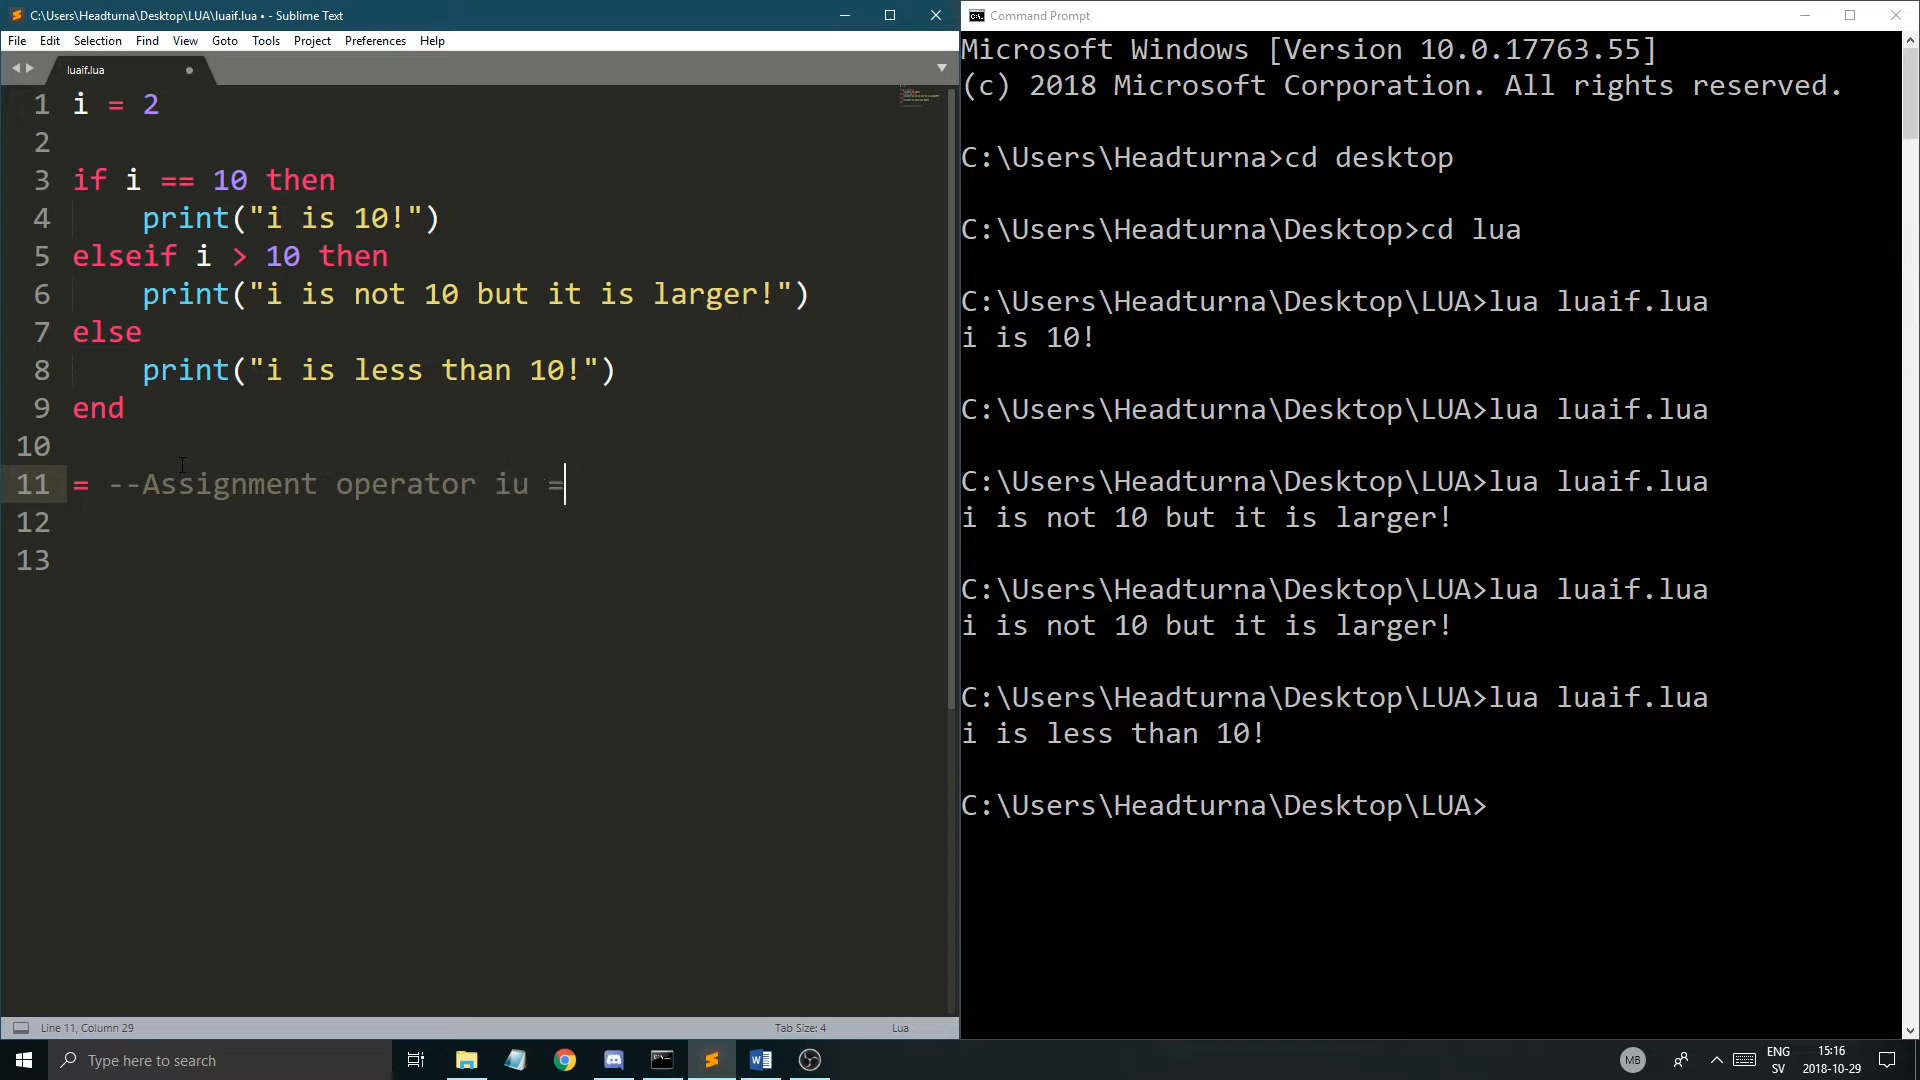 C:\Users\Headturna\Desktop\LUA\luaif.lua • - Sublime Text
File Edit Selection Find View Goto Tools Project Preferences Help
luaif.lua
1 i = 2
2
3 if i == 10 then
4 print("i is 10!")
5 elseif i > 10 then
6 print("i is not 10 but it is larger!")
7 else
8 print("i is less than 10!")
9 end
10
11 = --Assignment operator iu =
12
13
Line 11, Column 29
Tab Size: 4
Lua
Command Prompt
Microsoft Windows [Version 10.0.17763.55]
(c) 2018 Microsoft Corporation. All rights reserved.
C:\Users\Headturna>cd desktop
C:\Users\Headturna\Desktop>cd lua
C:\Users\Headturna\Desktop\LUA>lua luaif.lua
i is 10!
C:\Users\Headturna\Desktop\LUA>lua luaif.lua
C:\Users\Headturna\Desktop\LUA>lua luaif.lua
i is not 10 but it is larger!
C:\Users\Headturna\Desktop\LUA>lua luaif.lua
i is not 10 but it is larger!
C:\Users\Headturna\Desktop\LUA>lua luaif.lua
i is less than 10!
C:\Users\Headturna\Desktop\LUA>
Type here to search
MB
ENG
SV
15:16
2018-10-29